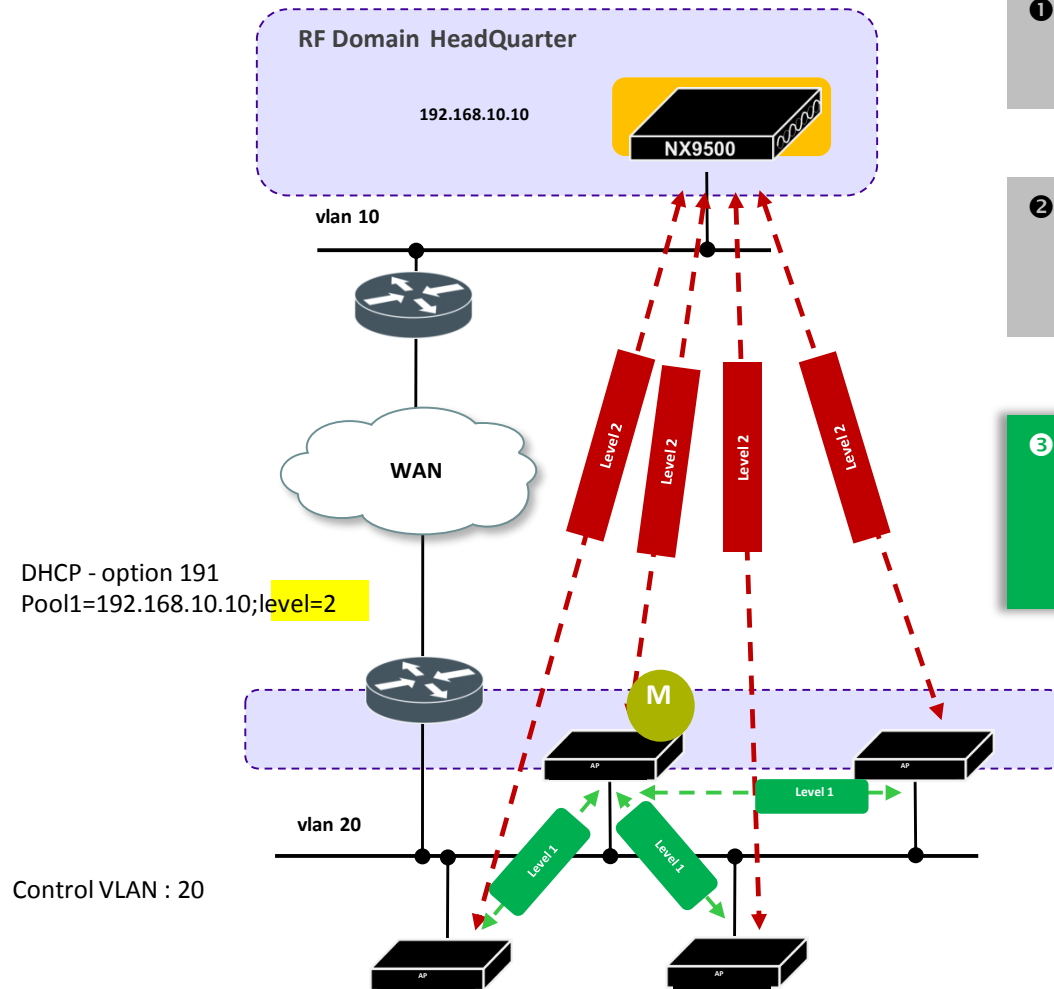 ❶
RF Domain HeadQuarter
192.168.10.10
NX9500
❷
vlan 10
Level 2
Level 2
Level 2
Level 2
❸
WAN
DHCP - option 191
Pool1=192.168.10.10;level=2
M
AP
AP
Level 1
vlan 20
Level 1
Level 1
Control VLAN : 20
AP
AP